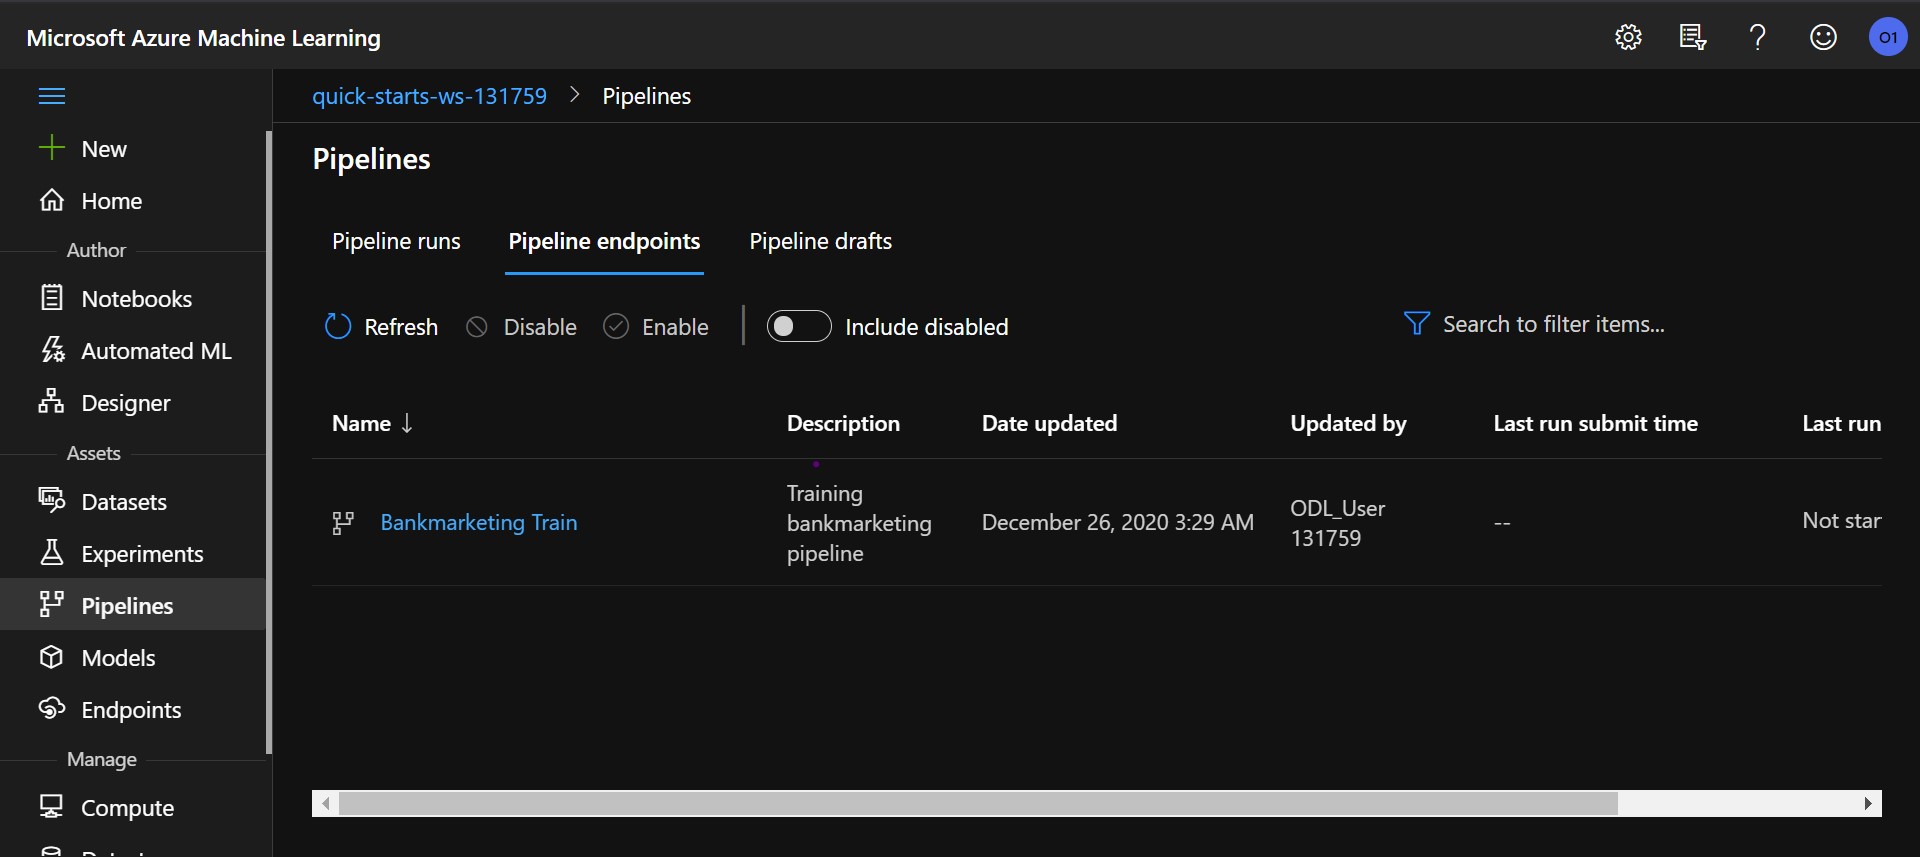 Microsoft Azure Machine Learning
O1
quick-starts-ws-131759 > Pipelines
New
Home
Author
Notebooks
Automated ML
Designer
Assets
Datasets
Experiments
Pipelines
Models
Endpoints
Manage
Compute
Pipelines
Pipeline runs Pipeline endpoints Pipeline drafts
Refresh Disable Enable Include disabled Search to filter items...
Name Description Date updated Updated by Last run submit time Last run
Bankmarketing Train
Training
bankmarketing
pipeline
December 26, 2020 3:29 AM
ODL_User
131759
--
Not star